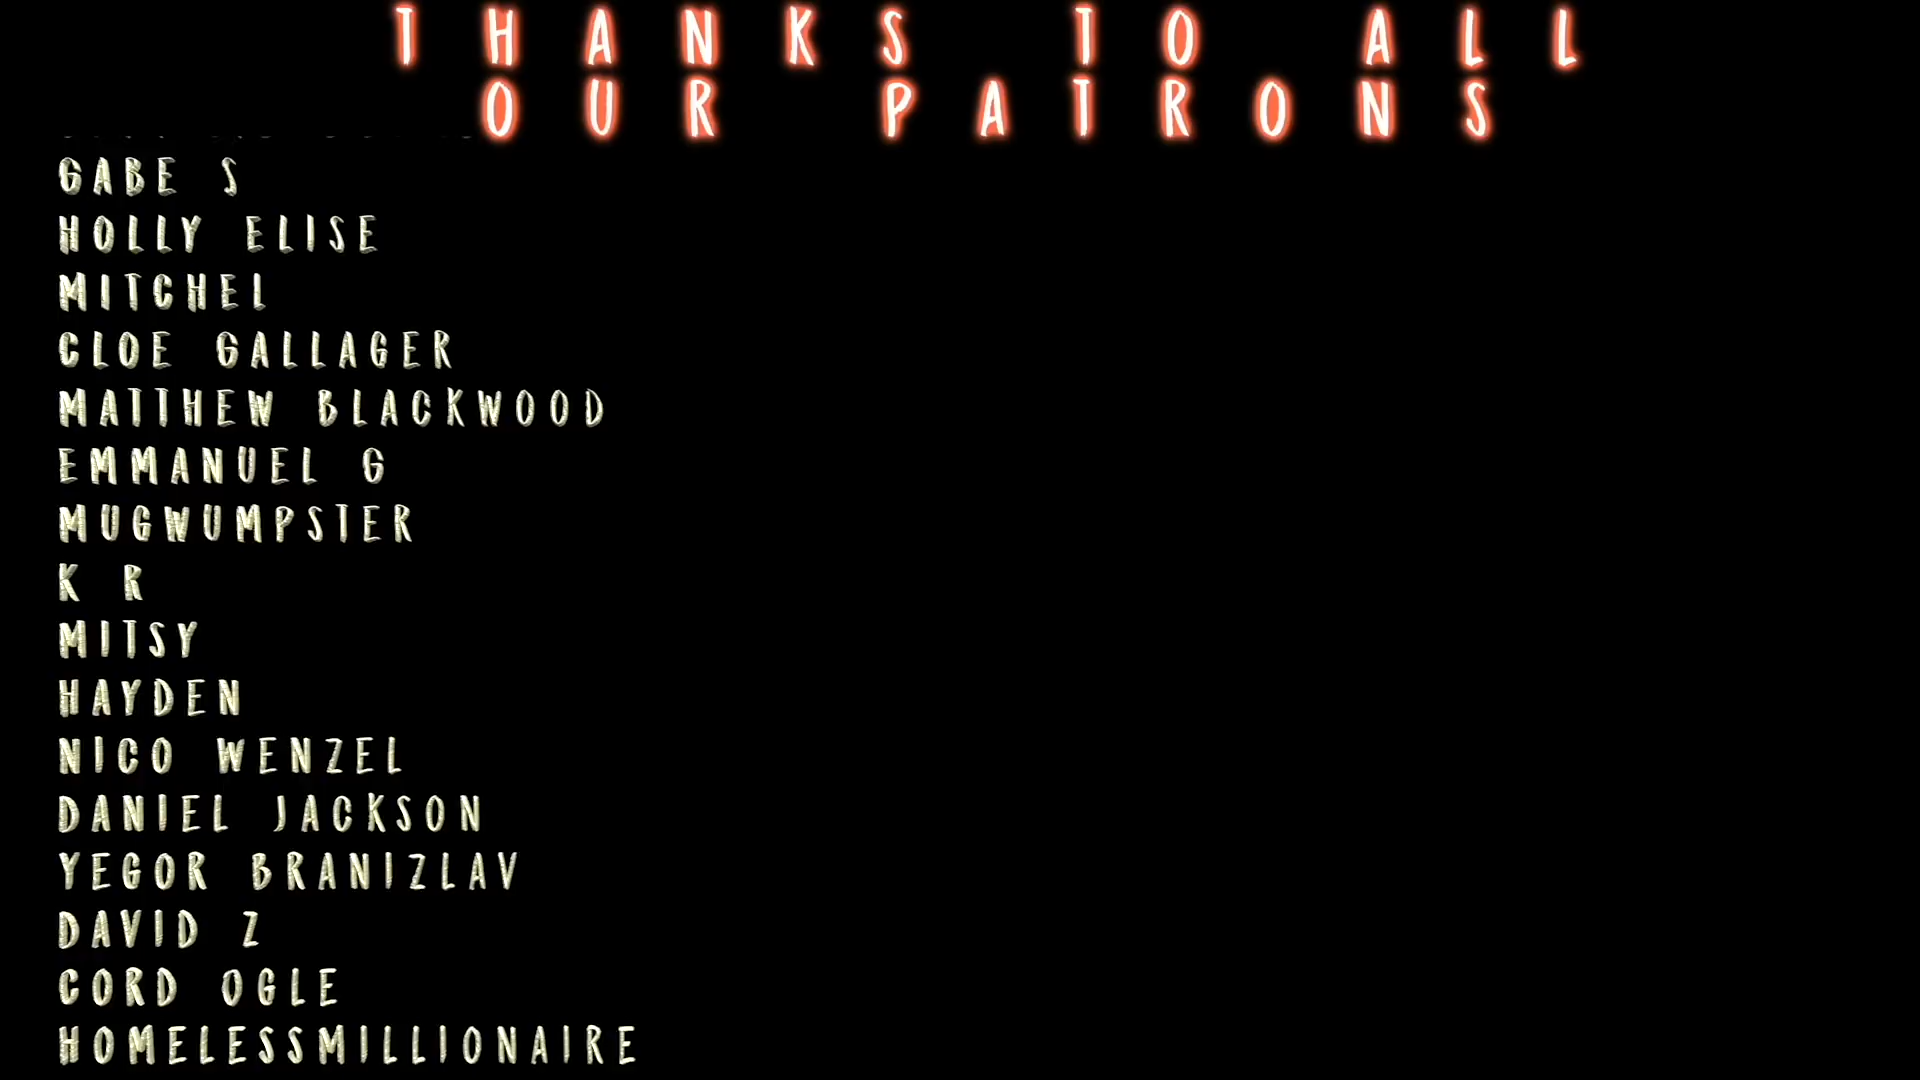 THANKS TO ALL
OUR PATRONS
GABE S
HOLLY ELISE
MITCHEL
CLOE GALLAGER
MATTHEW BLACKWOOD
EMMANUEL G
MUGWUMPSTER
K R
MITSY
HAYDEN
NICO WENZEL
DANIEL JACKSON
YEGOR BRANIZLAV
DAVID Z
CORD OGLE
HOMELESSMILLIONAIRE